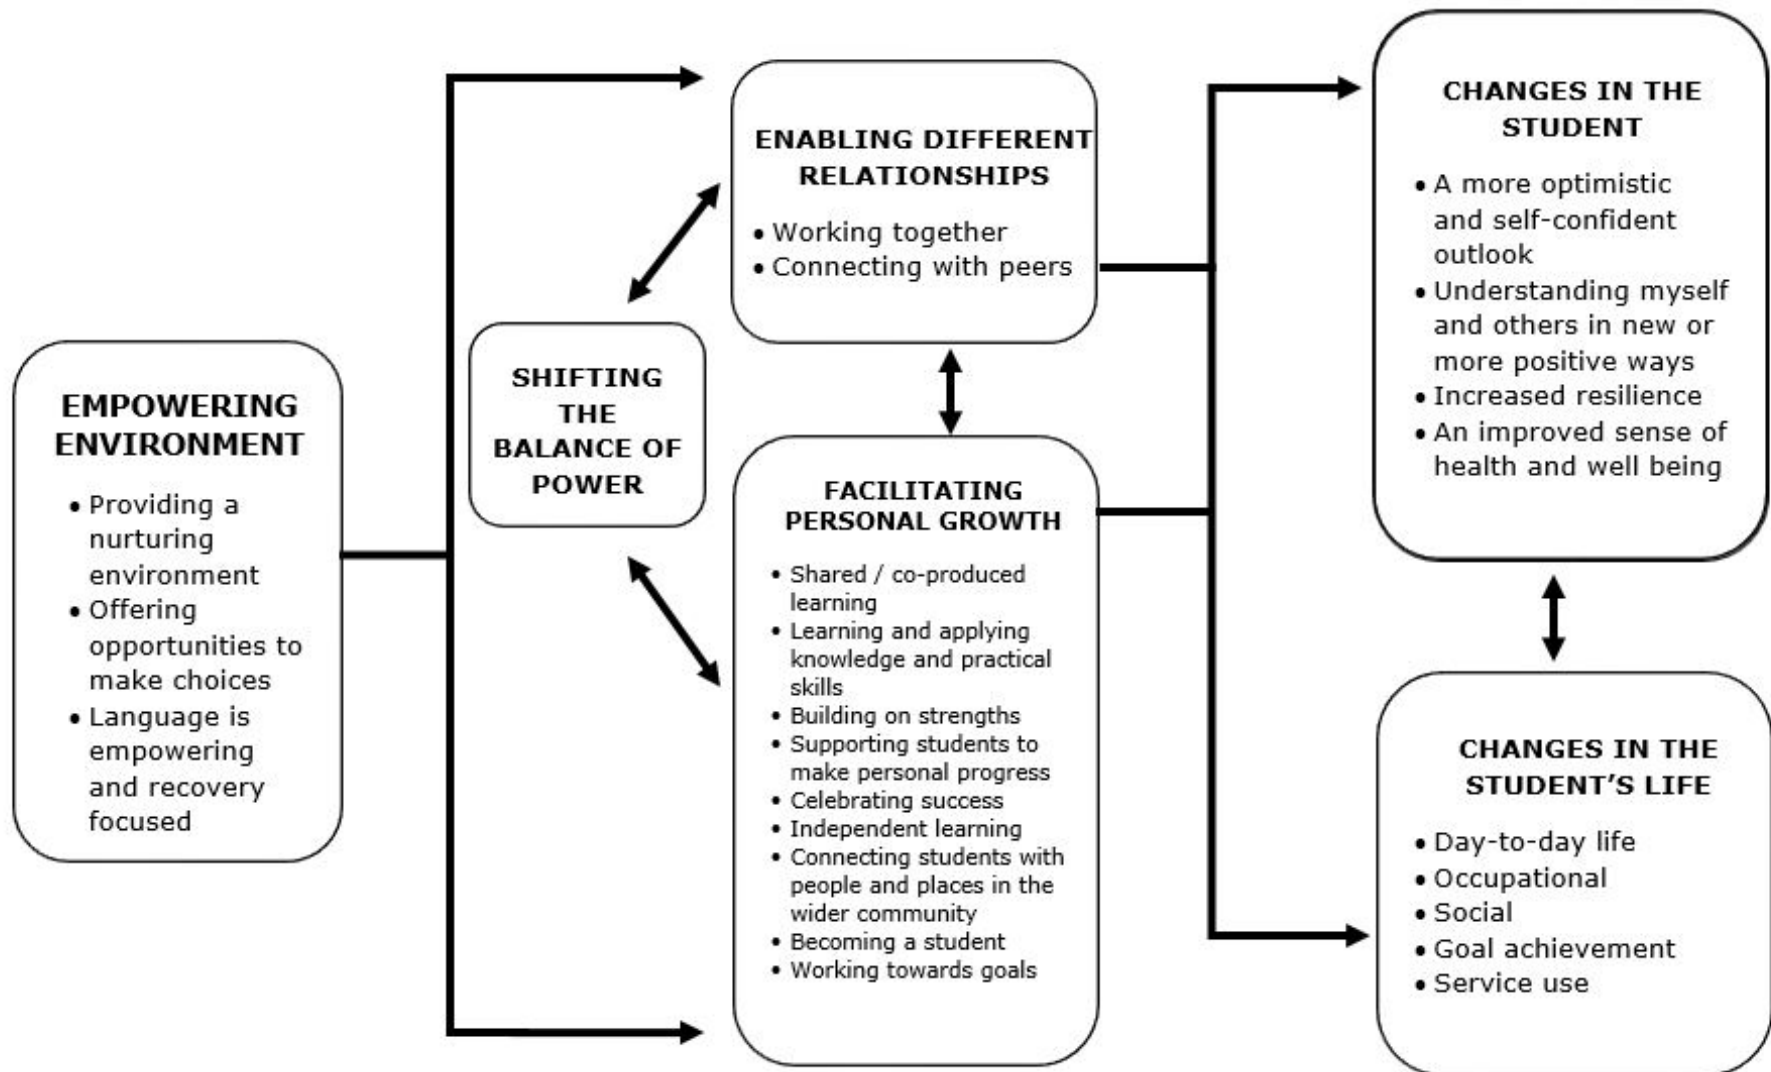 EMPOWERING
ENVIRONMENT
• Providing a
nurturing
environment
• Offering
opportunities to
make choices
• Language is
empowering
and recovery
focused
SHIFTING
THE
BALANCE OF
POWER
ENABLING DIFFERENT
RELATIONSHIPS
• Working together
• Connecting with peers
FACILITATING
PERSONAL GROWTH
• Shared / co-produced
learning
• Learning and applying
knowledge and practical
skills
• Building on strengths
• Supporting students to
make personal progress
• Celebrating success
• Independent learning
• Connecting students with
people and places in the
wider community
• Becoming a student
• Working towards goals
CHANGES IN THE
STUDENT
• A more optimistic
and self-confident
outlook
• Understanding myself
and others in new or
more positive ways
• Increased resilience
• An improved sense of
health and well being
CHANGES IN THE
STUDENT’S LIFE
• Day-to-day life
• Occupational
• Social
• Goal achievement
• Service use